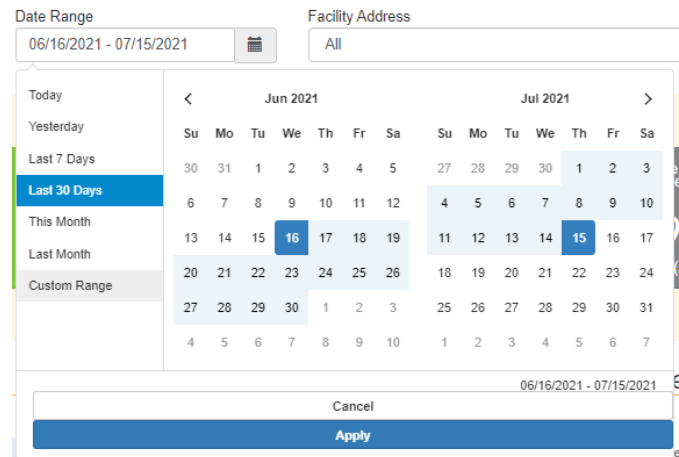 Date Range
Facility Address
06/16/2021 - 07/15/2021
All
Today
Yesterday
Last 7 Days
Last 30 Days
This Month
Last Month
Custom Range
Jun 2021
Su Mo Tu We Th Fr Sa
30 31 1 2 3 4 5
6 7 8 9 10 11 12
13 14 15 16 17 18 19
20 21 22 23 24 25 26
27 28 29 30 1 2 3
4 5 6 7 8 9 10
Jul 2021
Su Mo Tu We Th Fr Sa
27 28 29 30 1 2 3
4 5 6 7 8 9 10
11 12 13 14 15 16 17
18 19 20 21 22 23 24
25 26 27 28 29 30 31
1 2 3 4 5 6 7
06/16/2021 - 07/15/2021
Cancel
Apply